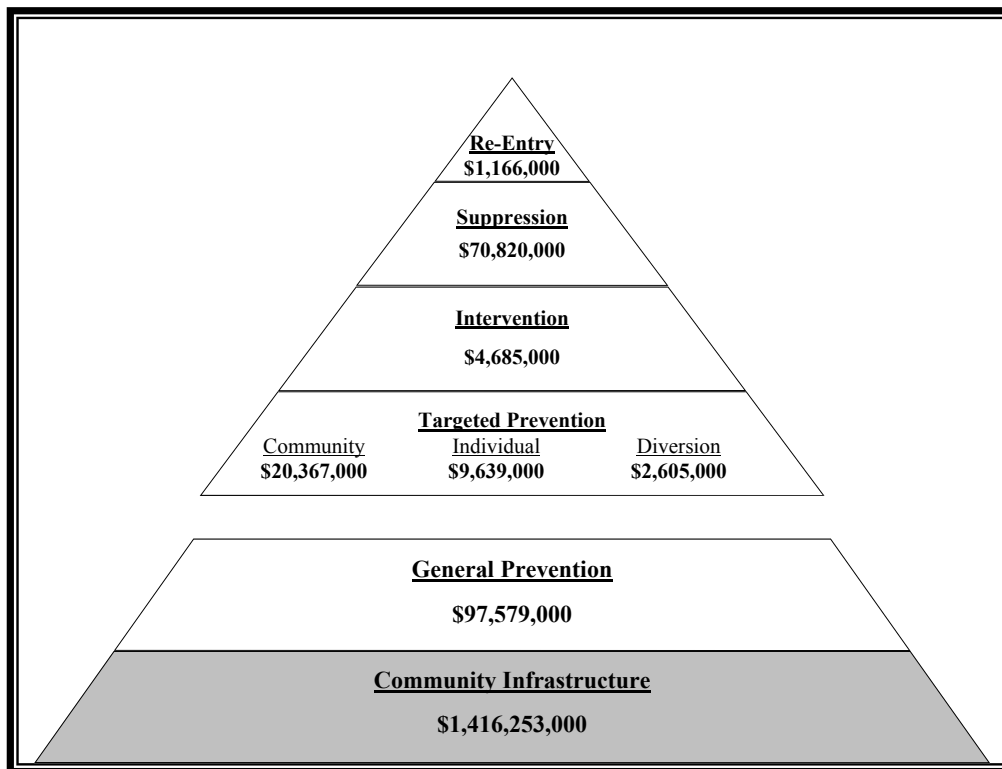 Re-Entry
$1,166,000
Suppression
$70,820,000
Intervention
$4,685,000
Targeted Prevention
Community Individual Diversion
$20,367,000 $9,639,000 $2,605,000
General Prevention
$97,579,000
Community Infrastructure
$1,416,253,000